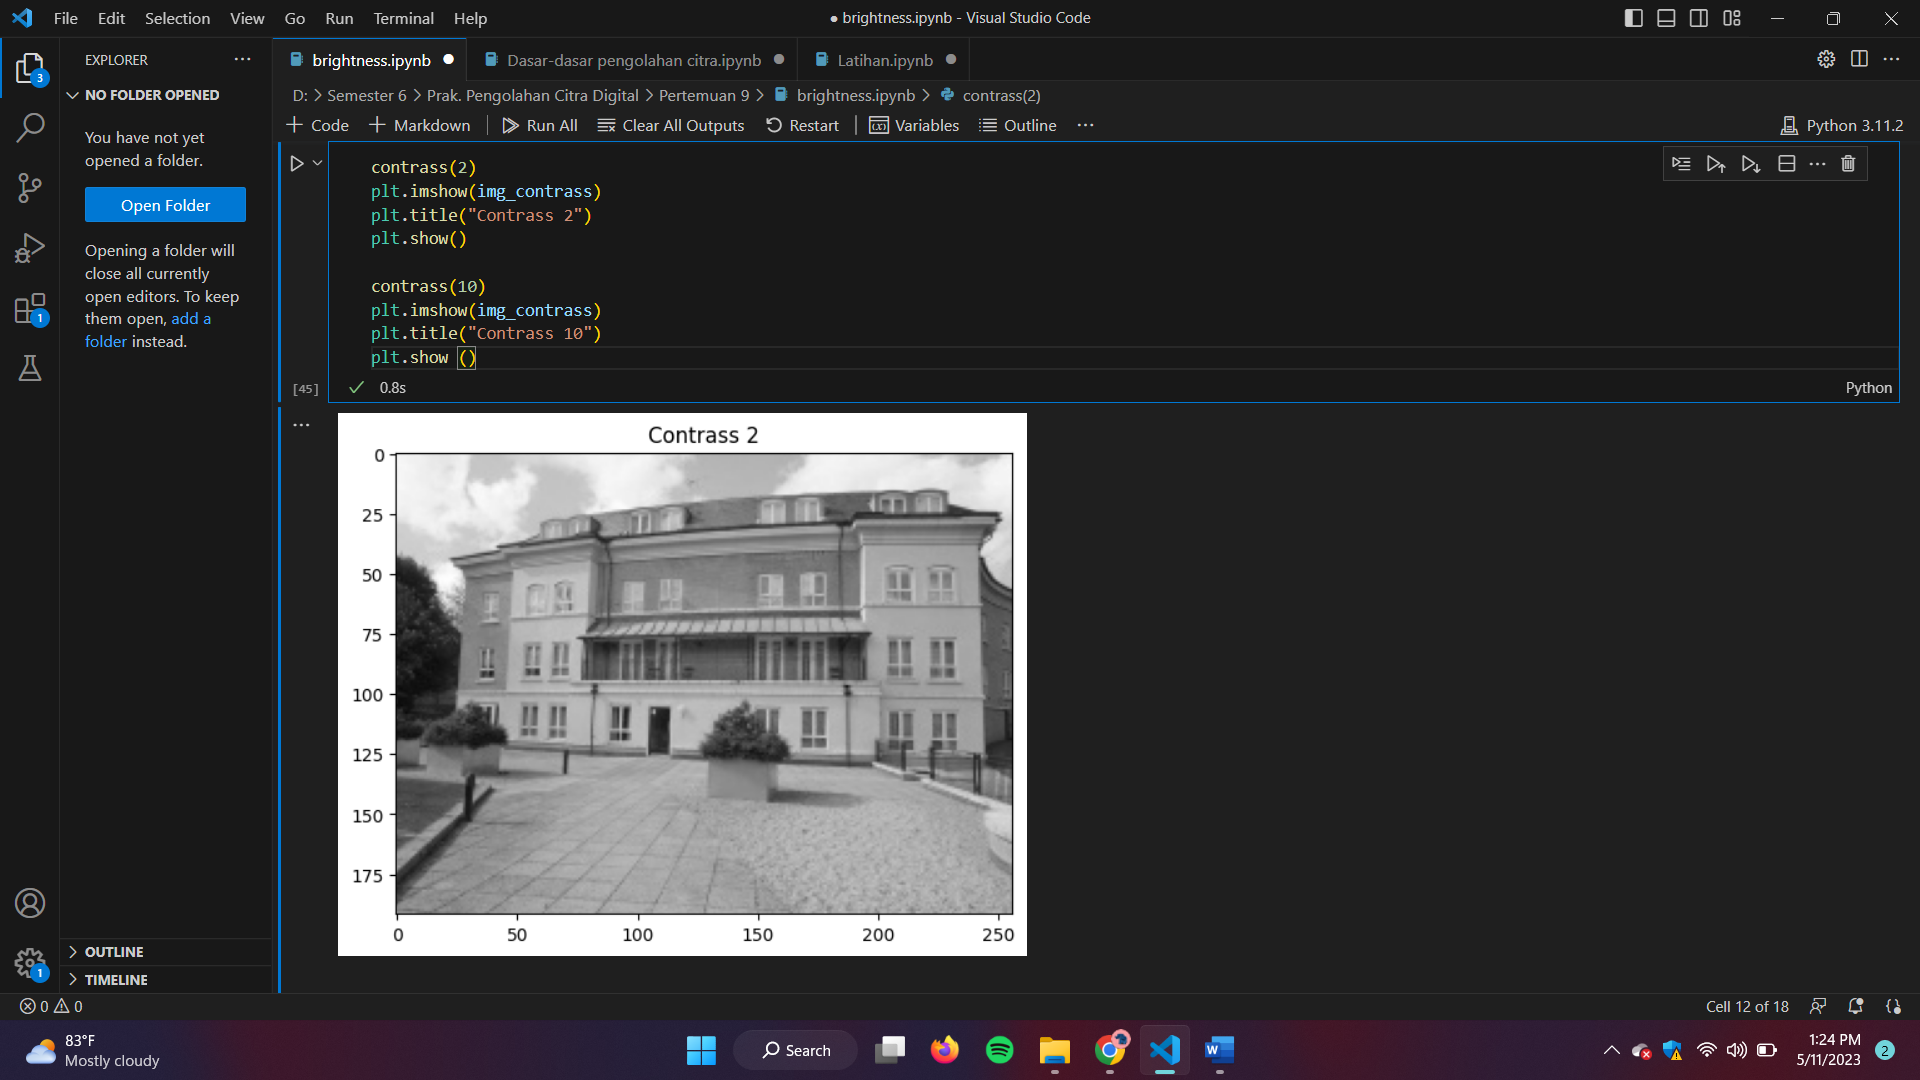 File Edit Selection View Go Run Terminal Help
● brightness.ipynb - Visual Studio Code
EXPLORER
brightness.ipynb
Dasar-dasar pengolahan citra.ipynb
Latihan.ipynb
NO FOLDER OPENED
You have not yet
opened a folder.
Open Folder
Opening a folder will
close all currently
open editors. To keep
them open, add a
folder instead.
OUTLINE
TIMELINE
3
1
1
D: > Semester 6 > Prak. Pengolahan Citra Digital > Pertemuan 9 > brightness.ipynb > contrass(2)
+ Code + Markdown Run All Clear All Outputs Restart Variables Outline ...
Python 3.11.2
contrass(2)
plt.imshow(img_contrass)
plt.title("Contrass 2")
plt.show()
contrass(10)
plt.imshow(img_contrass)
plt.title("Contrass 10")
plt.show ()
[45] 0.8s
Python
Contrass 2
0
25
50
75
100
125
150
175
0 50 100 150 200 250
0 0
Cell 12 of 18
83°F
Mostly cloudy
Search
1:24 PM
5/11/2023
2